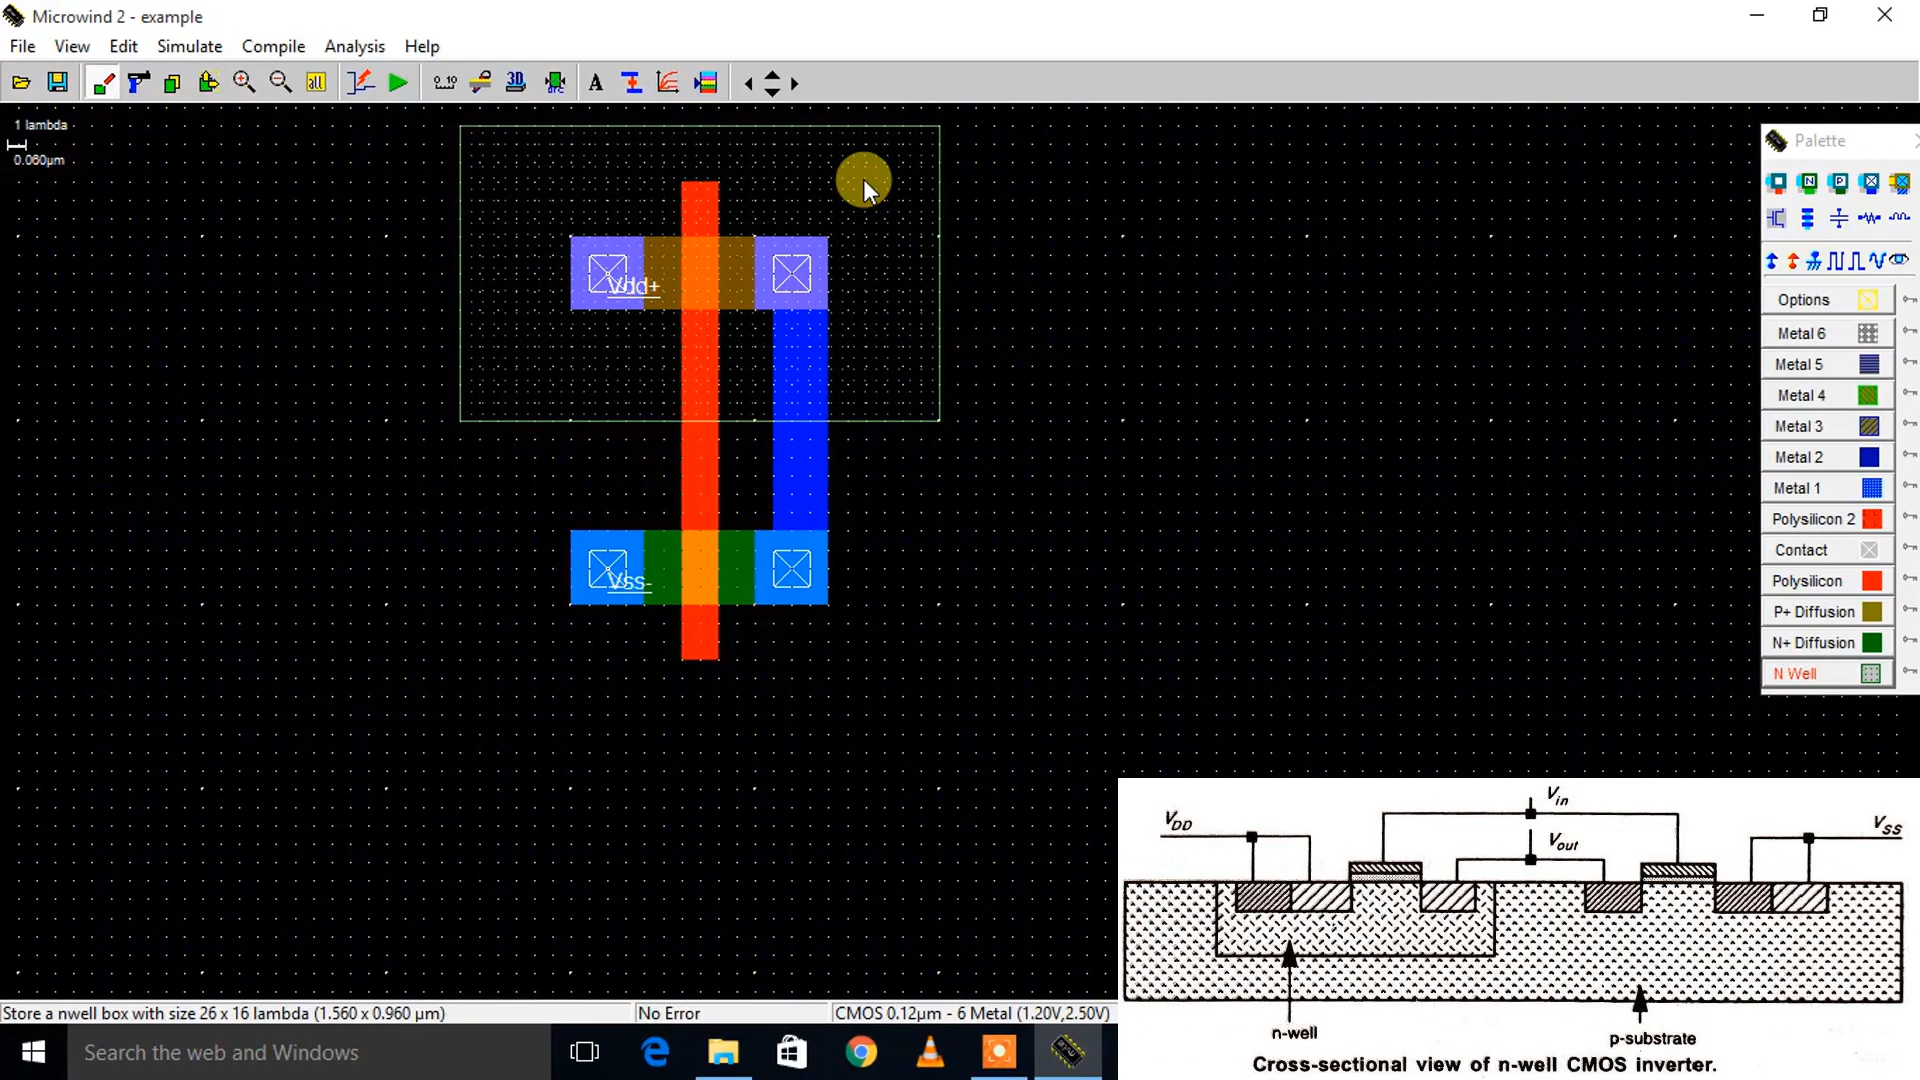 Microwind 2 - example
File View Edit Simulate Compile Analysis Help
0.10 3D A
all
1 lambda
0.060µm
Vdd+
Vss-
Palette
N P
Options
Metal 6
Metal 5
Metal 4
Metal 3
Metal 2
Metal 1
Polysilicon 2
Contact
Polysilicon
P+ Diffusion
N+ Diffusion
N Well
Vin
VDD
Vout
VSS
n-well
p-substrate
Cross-sectional view of n-well CMOS inverter.
Store a nwell box with size 26 x 16 lambda (1.560 x 0.960 µm) No Error CMOS 0.12µm - 6 Metal (1.20V,2.50V)
Search the web and Windows